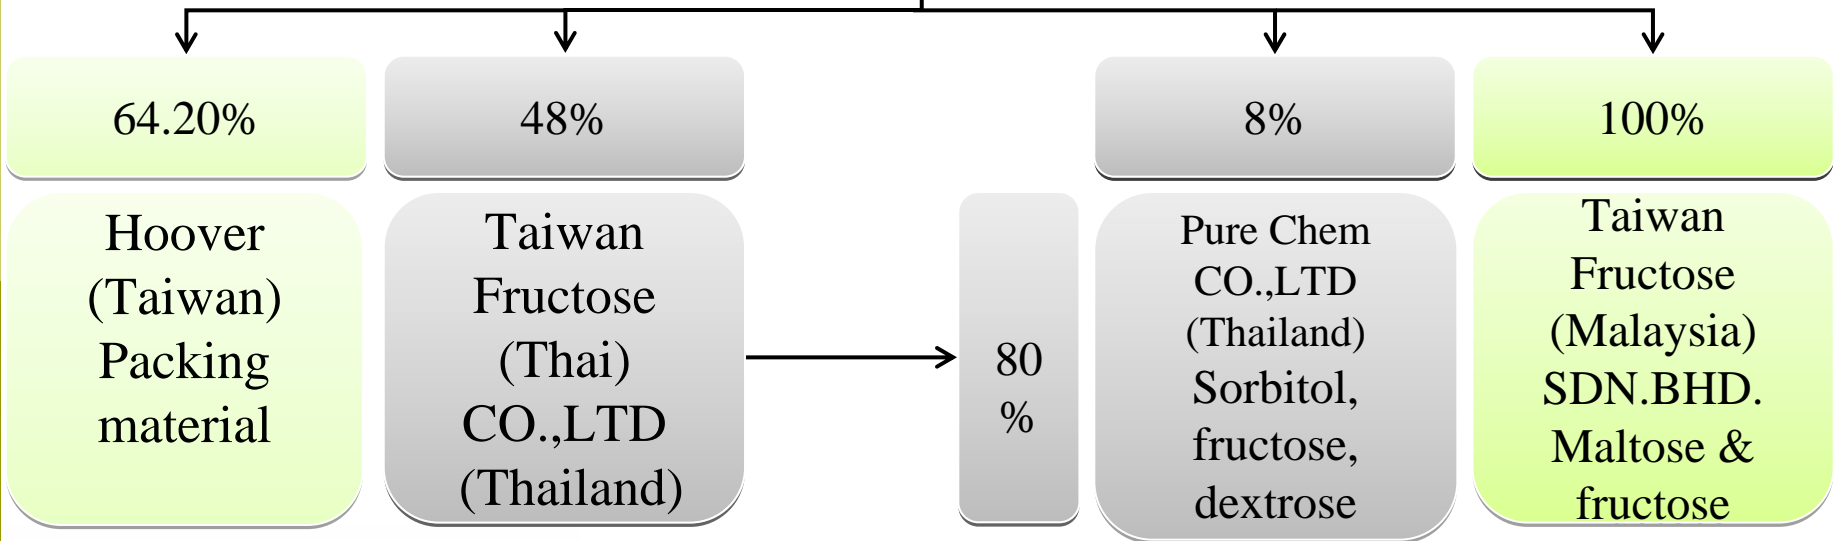 64.20%
48%
8%
100%
Hoover
(Taiwan)
Packing
material
Taiwan
Fructose
(Thai)
CO.,LTD
(Thailand)
80
%
Pure Chem
CO.,LTD
(Thailand)
Sorbitol,
fructose,
dextrose
Taiwan
Fructose
(Malaysia)
SDN.BHD.
Maltose &
fructose